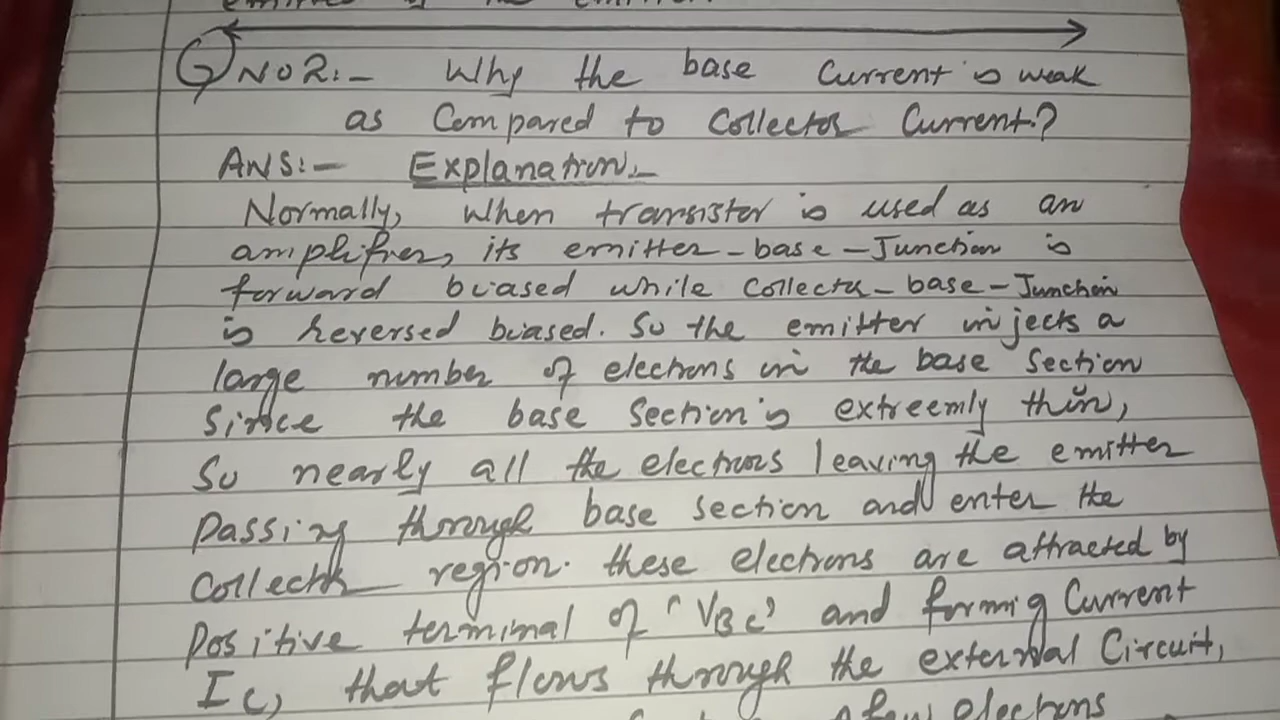 Q NO2:- Why the base Current is weak
as Compared to Collector Current.?
ANS:- Explanation:-
Normally, when transistor is used as an
amplifier, its emitter-base-Junction is
forward biased while collector-base-Junction
is reversed biased. So the emitter injects a
large number of electrons in the base section
Since the base Section is extreemly thin,
So nearly all the electrons leaving the emitter
passing through base section and enter the
Collector region. these electrons are attracted by
positive terminal of "VBC" and forming Current
IC, that flows through the external Circuit,
few electrons